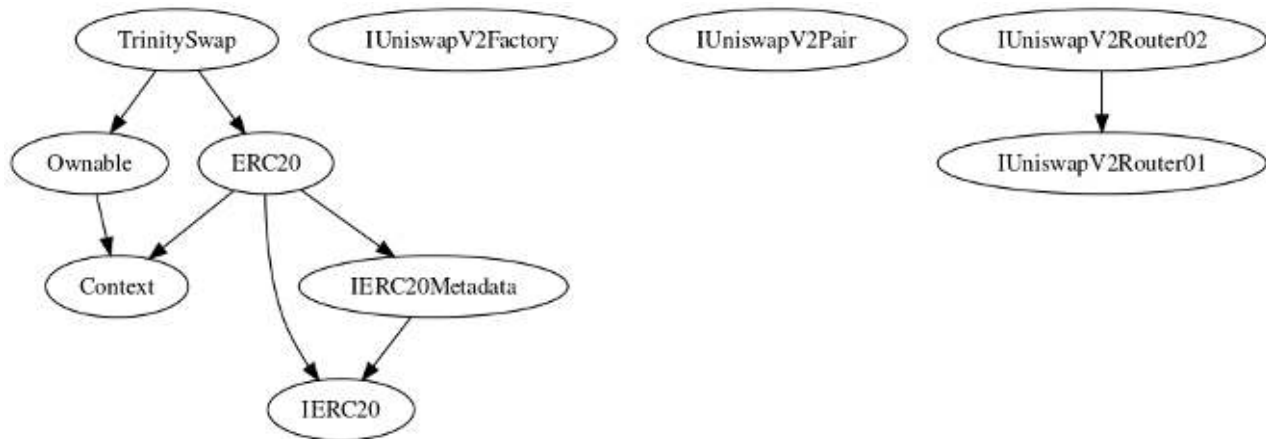 TrinitySwap
IUniswapV2Factory
IUniswapV2Pair
IUniswapV2Router02
Ownable
ERC20
IUniswapV2Router01
Context
IERC20Metadata
IERC20